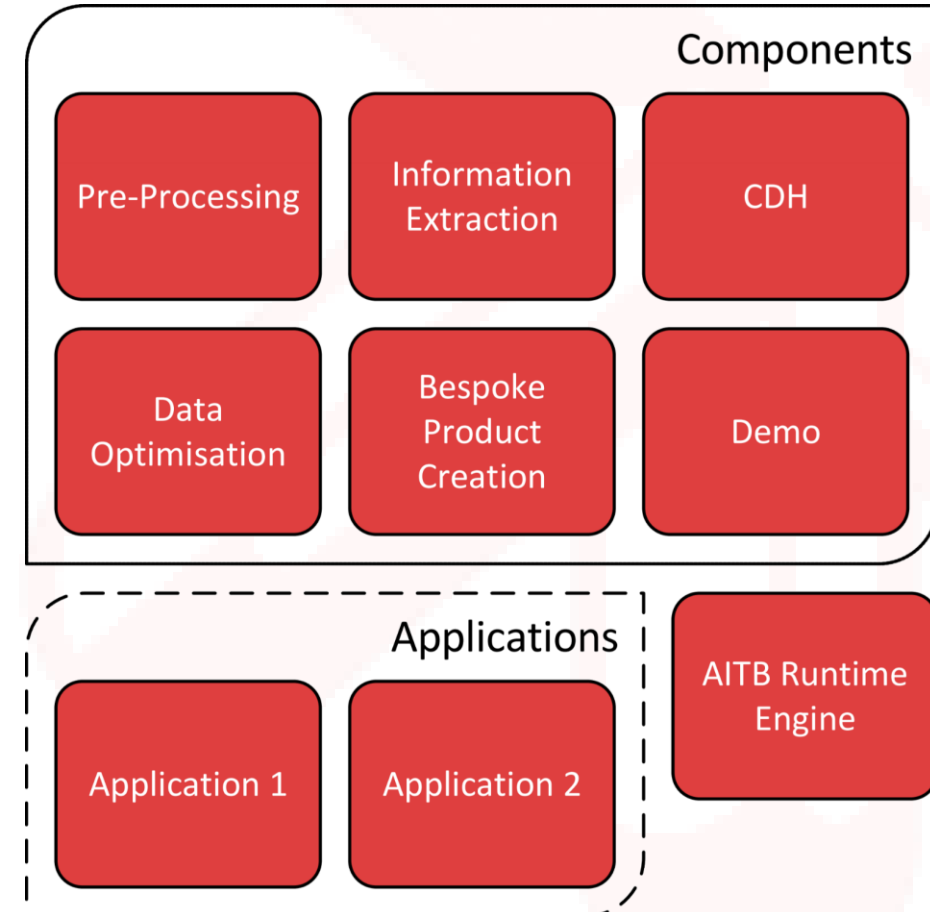 Components
Pre-Processing
Information
Extraction
CDH
Data
Optimisation
Bespoke
Product
Creation
Demo
Applications
Application 1
Application 2
AITB Runtime
Engine